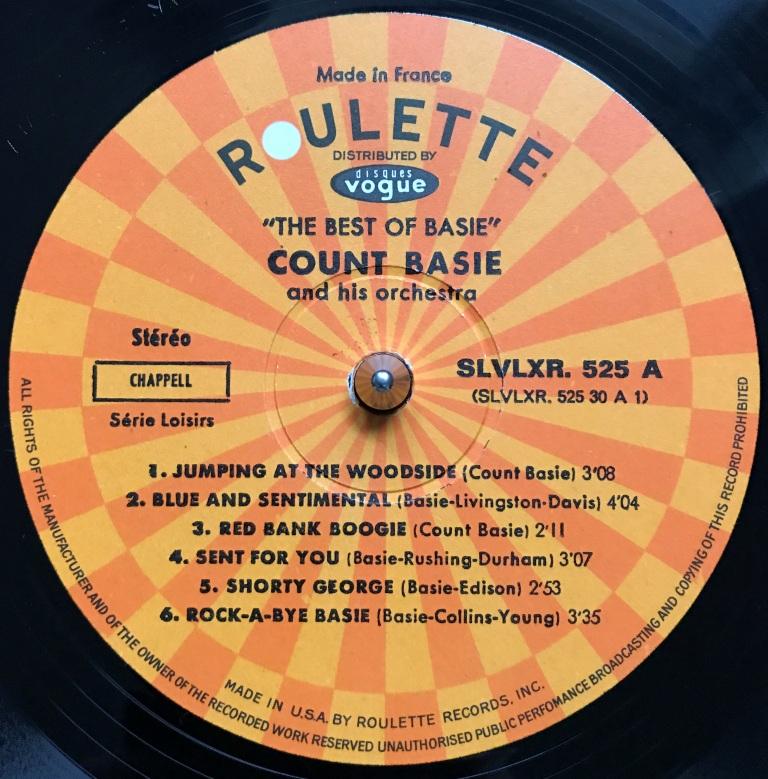 Made in France
ROULETTE
DISTRIBUTED BY
disques
vogue
"THE BEST OF BASIE"
COUNT BASIE
and his orchestra
Stéréo
CHAPPELL
Série Loisirs
SLVLXR. 525 A
(SLVLXR. 525 30 A 1)
1. JUMPING AT THE WOODSIDE (Count Basie) 3'08
2. BLUE AND SENTIMENTAL (Basie-Livingston-Davis) 4'04
3. RED BANK BOOGIE (Count Basie) 2'11
4. SENT FOR YOU (Basie-Rushing-Durham) 3'07
5. SHORTY GEORGE (Basie-Edison) 2'53
6. ROCK-A-BYE BASIE (Basie-Collins-Young) 3'35
MADE IN U.S.A. BY ROULETTE RECORDS, INC.
ALL RIGHTS OF THE MANUFACTURER AND OF THE OWNER OF THE RECORDED WORK RESERVED UNAUTHORISED PUBLIC PERFOMANCE BROADCASTING AND COPYING OF THIS RECORD PROHIBITED